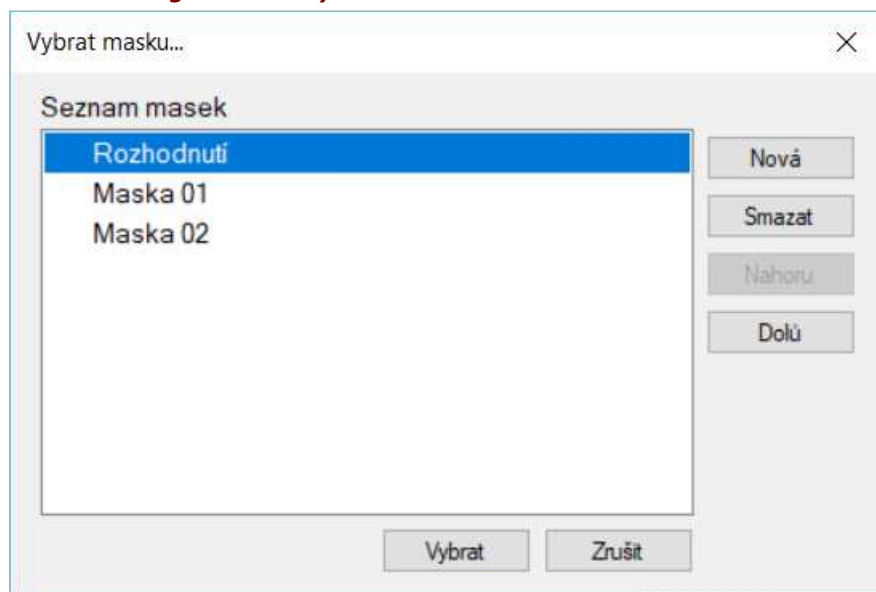 Vybrat masku...
Seznam masek
Rozhodnutí
Maska 01
Maska 02
Nová
Smazat
Nahoru
Dolů
Vybrat
Zrušit